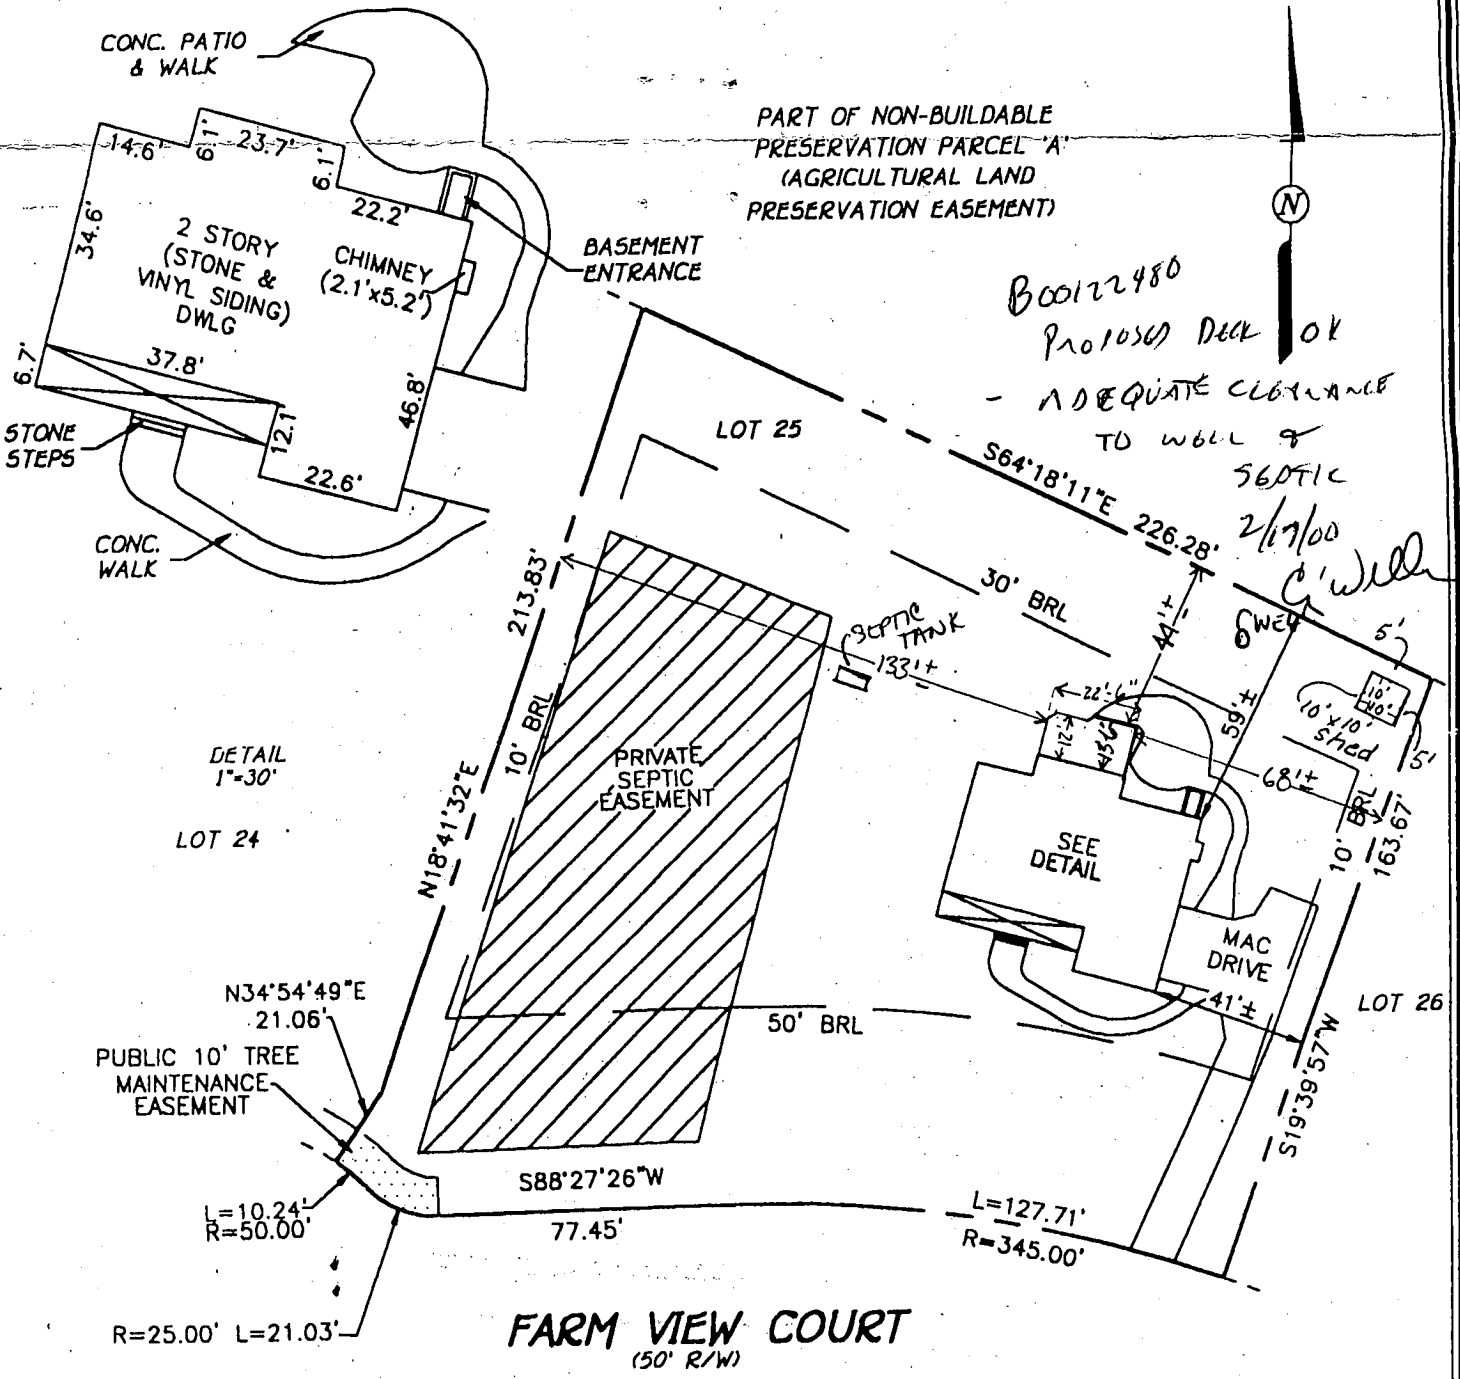 CONC. PATIO
& WALK
14.6'
6.1'
23.7'
6.1'
22.2'
34.6'
2 STORY
(STONE &
VINYL SIDING)
DWLG
CHIMNEY
(2.1'x5.2')
BASEMENT
ENTRANCE
6.7'
37.8'
46.8'
12.1'
22.6'
STONE
STEPS
CONC.
WALK
PART OF NON-BUILDABLE
PRESERVATION PARCEL 'A'
(AGRICULTURAL LAND
PRESERVATION EASEMENT)
N
B00122480
PROPOSED DECK OK
- ADEQUATE CLEARANCE
TO WELL &
SEPTIC
2/17/00
LOT 25
S64°18'11"E 226.28'
30' BRL
213.83'
N18°41'32"E
10' BRL
SEPTIC
TANK
133'±
44'±
WELL
59'±
5'
10'
10'
10'x10'
shed
5'
22'-6"
12'
13'-6"
68'±
10' BRL
163.67'
S19°39'57"W
DETAIL
1"=30'
LOT 24
PRIVATE
SEPTIC
EASEMENT
SEE
DETAIL
MAC
DRIVE
41'±
LOT 26
50' BRL
N34°54'49"E
21.06'
PUBLIC 10' TREE
MAINTENANCE
EASEMENT
L=10.24'
R=50.00'
R=25.00' L=21.03'
S88°27'26"W
77.45'
L=127.71'
R=345.00'
FARM VIEW COURT
(50' R/W)